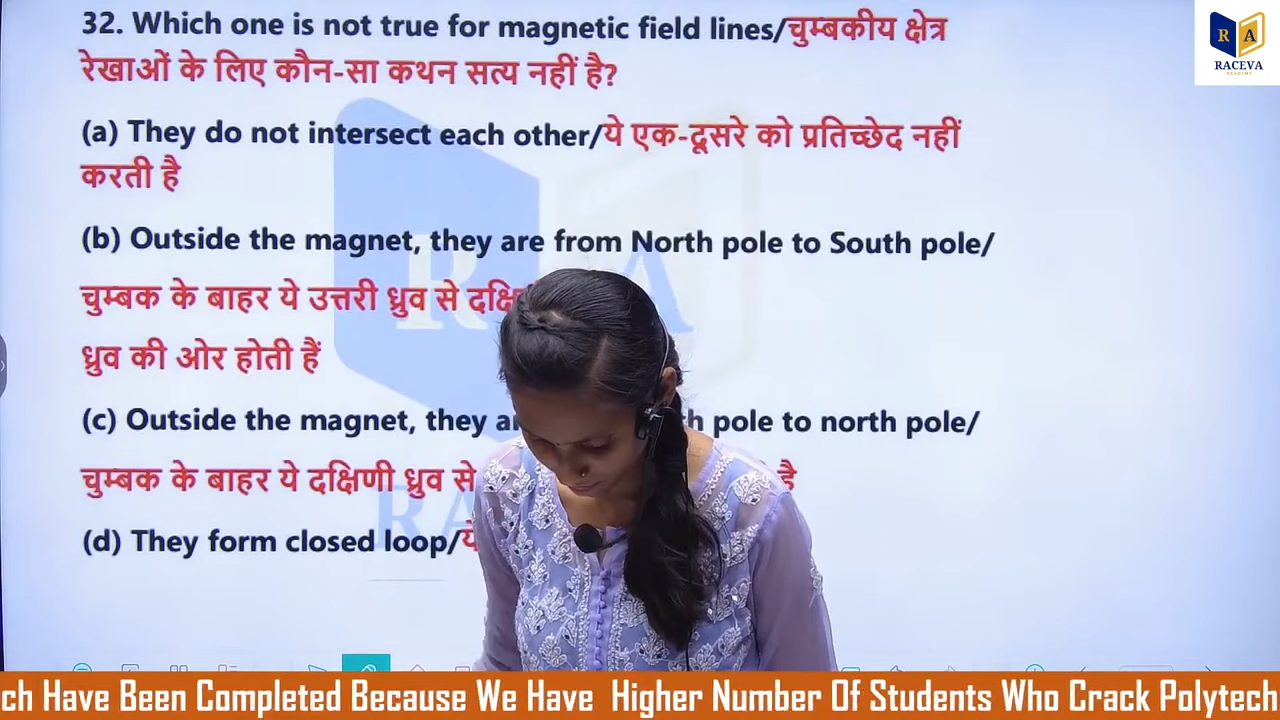 32. Which one is not true for magnetic field lines/चुम्बकीय क्षेत्र
रेखाओं के लिए कौन-सा कथन सत्य नहीं है?
(a) They do not intersect each other/ये एक-दूसरे को प्रतिच्छेद नहीं
करती है
(b) Outside the magnet, they are from North pole to South pole/
चुम्बक के बाहर ये उत्तरी ध्रुव से
ध्रुव की ओर होती हैं
(c) Outside the magnet, they pole to north pole/
चुम्बक के बाहर ये दक्षिणी ध्रुव से है
(d) They form closed loop/
R A
RACEVA
ACADEMY
R A
RA
ch Have Been Completed Because We Have Higher Number Of Students Who Crack Polytech